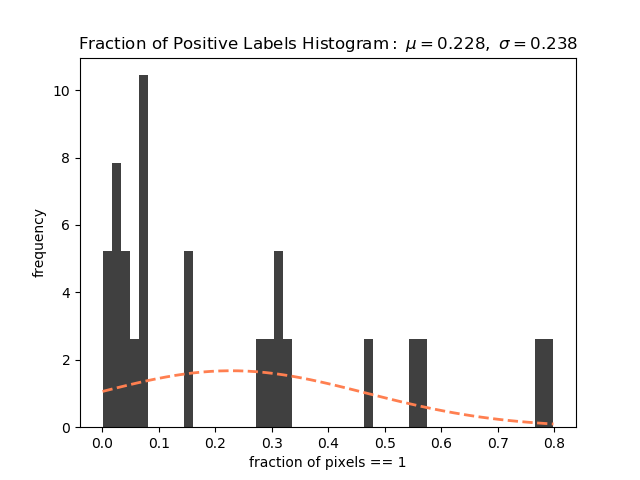 Fraction of Positive Labels Histogram : μ = 0.228, σ = 0.238
10
8
6
4
2
0
frequency
0.0 0.1 0.2 0.3 0.4 0.5 0.6 0.7 0.8
fraction of pixels == 1